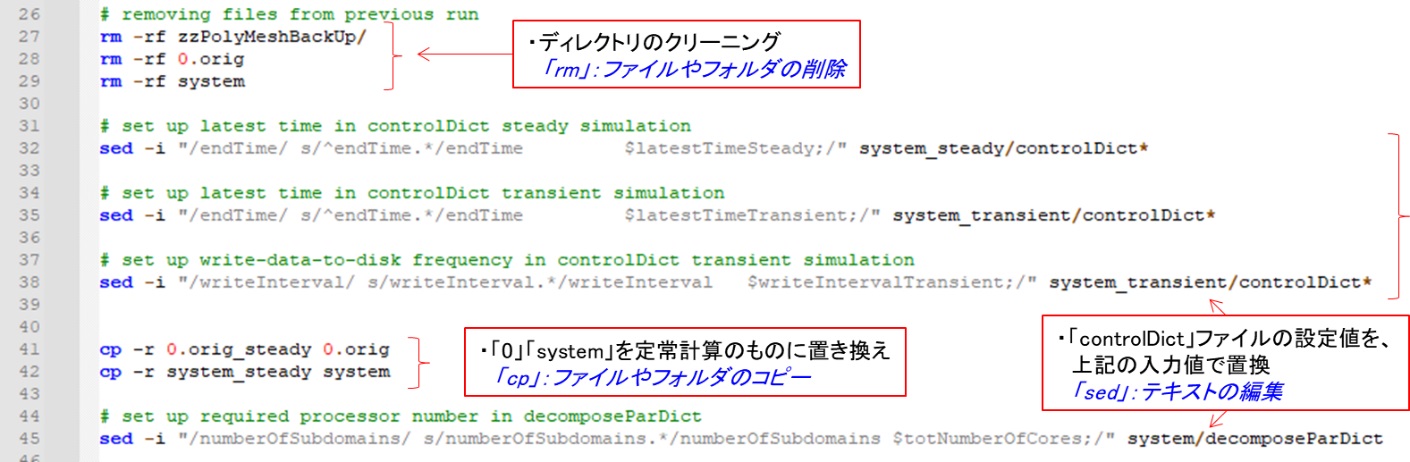 26 # removing files from previous run
27 rm -rf zzPolyMeshBackUp/
28 rm -rf 0.orig
29 rm -rf system
・ディレクトリのクリーニング
「rm」：ファイルやフォルダの削除
30
31 # set up latest time in controlDict steady simulation
32 sed -i "/endTime/ s/^endTime.*/endTime         $latestTimeSteady;/" system_steady/controlDict*
33
34 # set up latest time in controlDict transient simulation
35 sed -i "/endTime/ s/^endTime.*/endTime         $latestTimeTransient;/" system_transient/controlDict*
36
37 # set up write-data-to-disk frequency in controlDict transient simulation
38 sed -i "/writeInterval/ s/writeInterval.*/writeInterval   $writeIntervalTransient;/" system_transient/controlDict*
39
40
41 cp -r 0.orig_steady 0.orig
42 cp -r system_steady system
・「0」「system」を定常計算のものに置き換え
「cp」：ファイルやフォルダのコピー
・「controlDict」ファイルの設定値を、
上記の入力値で置換
「sed」：テキストの編集
43
44 # set up required processor number in decomposeParDict
45 sed -i "/numberOfSubdomains/ s/numberOfSubdomains.*/numberOfSubdomains $totNumberOfCores;/" system/decomposeParDict
46